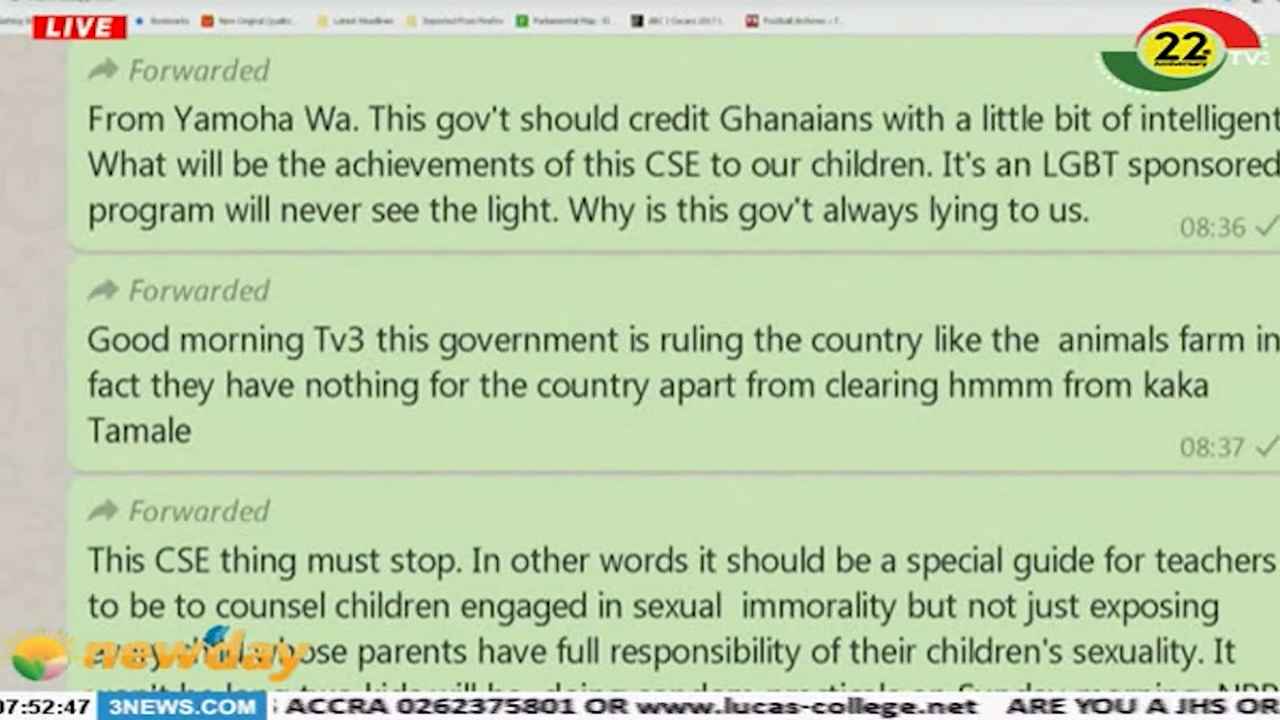 LIVE
Bookmarks
22
Anniversary
TV3
Forwarded
From Yamoha Wa. This gov't should credit Ghanaians with a little bit of intelligent
What will be the achievements of this CSE to our children. It's an LGBT sponsored
program will never see the light. Why is this gov't always lying to us.
08:36
Forwarded
Good morning Tv3 this government is ruling the country like the animals farm in
fact they have nothing for the country apart from clearing hmmm from kaka
Tamale
08:37
Forwarded
This CSE thing must stop. In other words it should be a special guide for teachers
to be to counsel children engaged in sexual immorality but not just exposing
whose parents have full responsibility of their children's sexuality. It
newday
07:52:47 3NEWS.COM ACCRA 0262375801 OR www.lucas-college.net ARE YOU A JHS OR